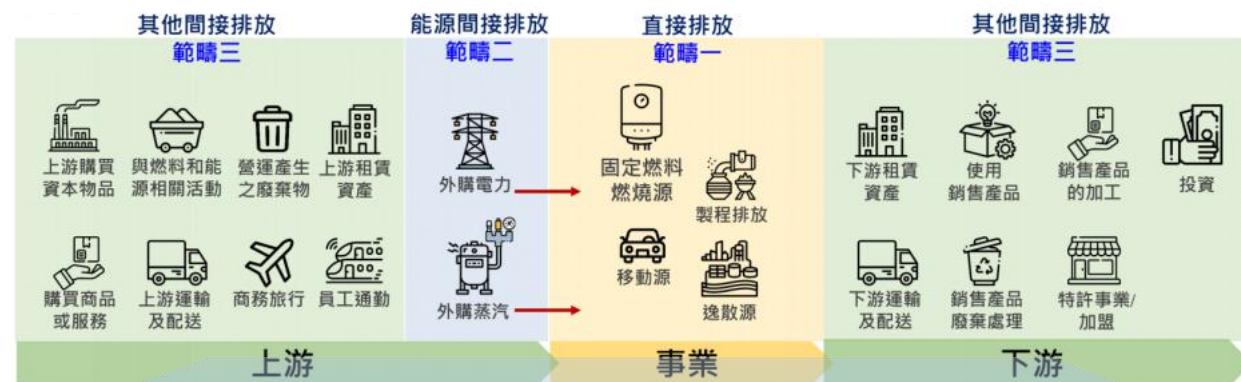 其他間接排放
範疇三
能源間接排放
範疇二
直接排放
範疇一
其他間接排放
範疇三
上游購買
資本物品
與燃料和能
源相關活動
營運產生
之廢棄物
上游租賃
資產
購買商品
或服務
上游運輸
及配送
商務旅行
員工通勤
外購電力
外購蒸汽
固定燃料
燃燒源
製程排放
移動源
逸散源
下游租賃
資產
使用
銷售產品
銷售產品
的加工
投資
下游運輸
及配送
銷售產品
廢棄處理
特許事業/
加盟
上游
事業
下游